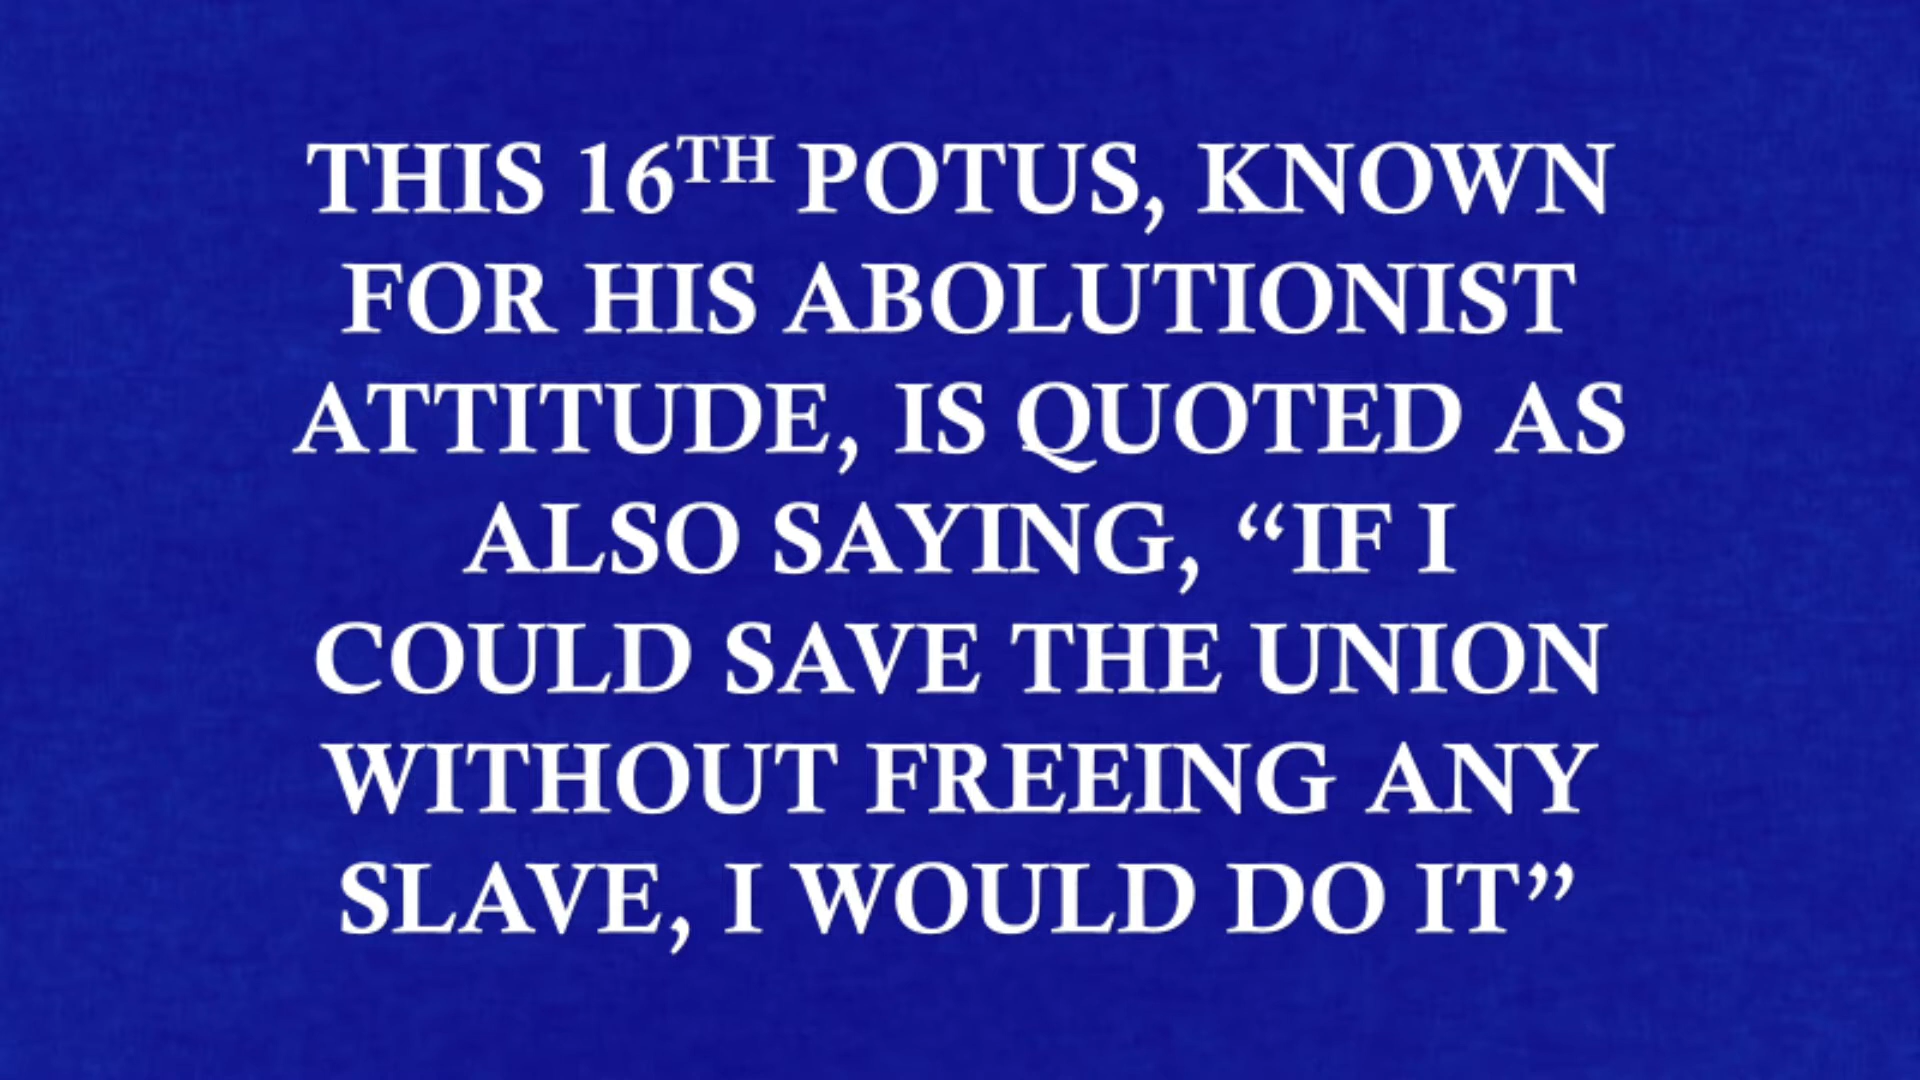 THIS 16TH POTUS, KNOWN
FOR HIS ABOLUTIONIST
ATTITUDE, IS QUOTED AS
ALSO SAYING, “IF I
COULD SAVE THE UNION
WITHOUT FREEING ANY
SLAVE, I WOULD DO IT”